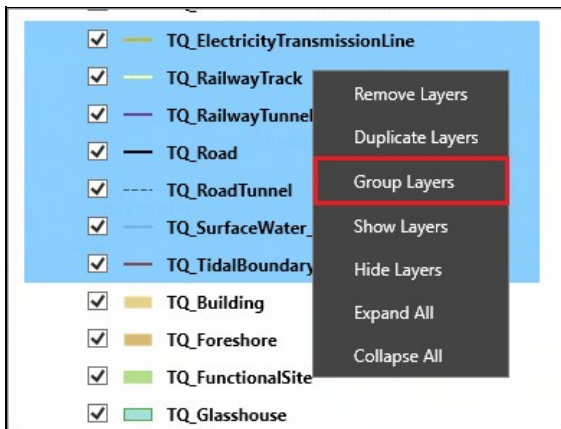 TQ_ElectricityTransmissionLine
TQ_RailwayTrack
TQ_RailwayTunnel
TQ_Road
TQ_RoadTunnel
TQ_SurfaceWater_
TQ_TidalBoundary
TQ_Building
TQ_Foreshore
TQ_FunctionalSite
TQ_Glasshouse
Remove Layers
Duplicate Layers
Group Layers
Show Layers
Hide Layers
Expand All
Collapse All